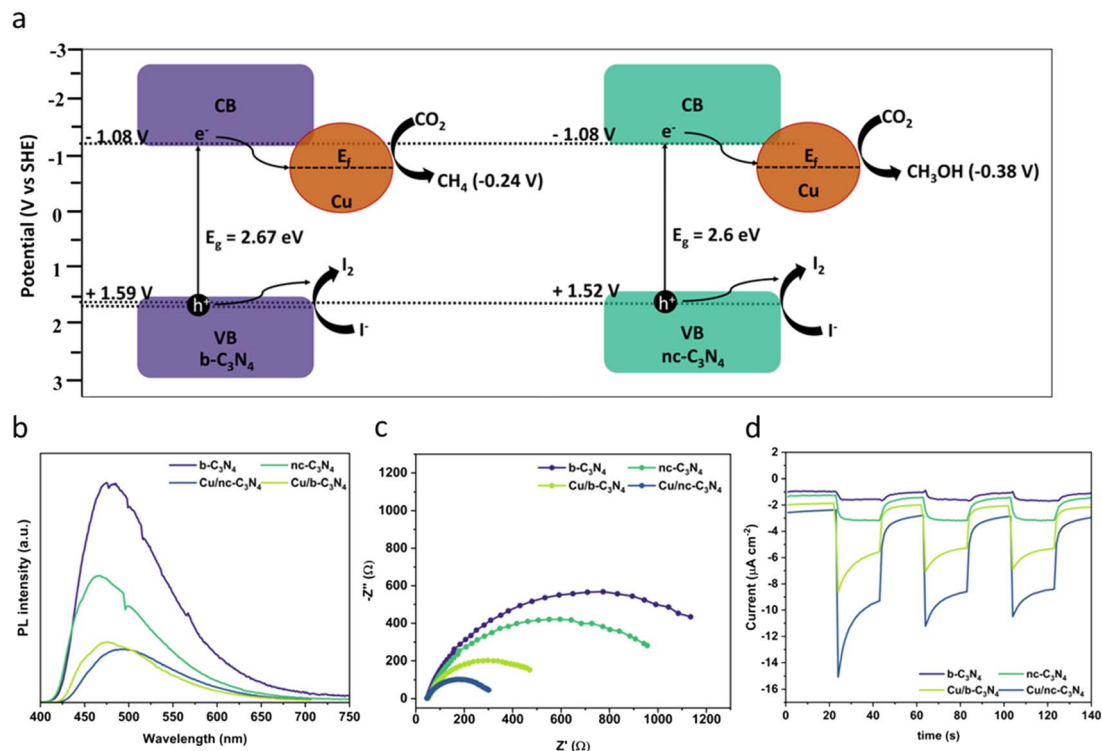 a
Potential (V vs SHE)
-3
-2
-1
0
1
2
3
CB
- 1.08 V
e⁻
E_f
Cu
CO₂
CH₄ (-0.24 V)
E_g = 2.67 eV
+ 1.59 V
h⁺
I₂
I⁻
VB
b-C₃N₄
CB
- 1.08 V
e⁻
E_f
Cu
CO₂
CH₃OH (-0.38 V)
E_g = 2.6 eV
+ 1.52 V
h⁺
I₂
I⁻
VB
nc-C₃N₄
b
PL intensity (a.u.)
b-C₃N₄ nc-C₃N₄
Cu/nc-C₃N₄ Cu/b-C₃N₄
400 450 500 550 600 650 700 750
Wavelength (nm)
c
-Z" (Ω)
1200
1000
800
600
400
200
0
b-C₃N₄ nc-C₃N₄
Cu/b-C₃N₄ Cu/nc-C₃N₄
0 200 400 600 800 1000 1200
Z' (Ω)
d
Current (μA cm⁻²)
0
-2
-4
-6
-8
-10
-12
-14
-16
b-C₃N₄ nc-C₃N₄
Cu/b-C₃N₄ Cu/nc-C₃N₄
0 20 40 60 80 100 120 140
time (s)